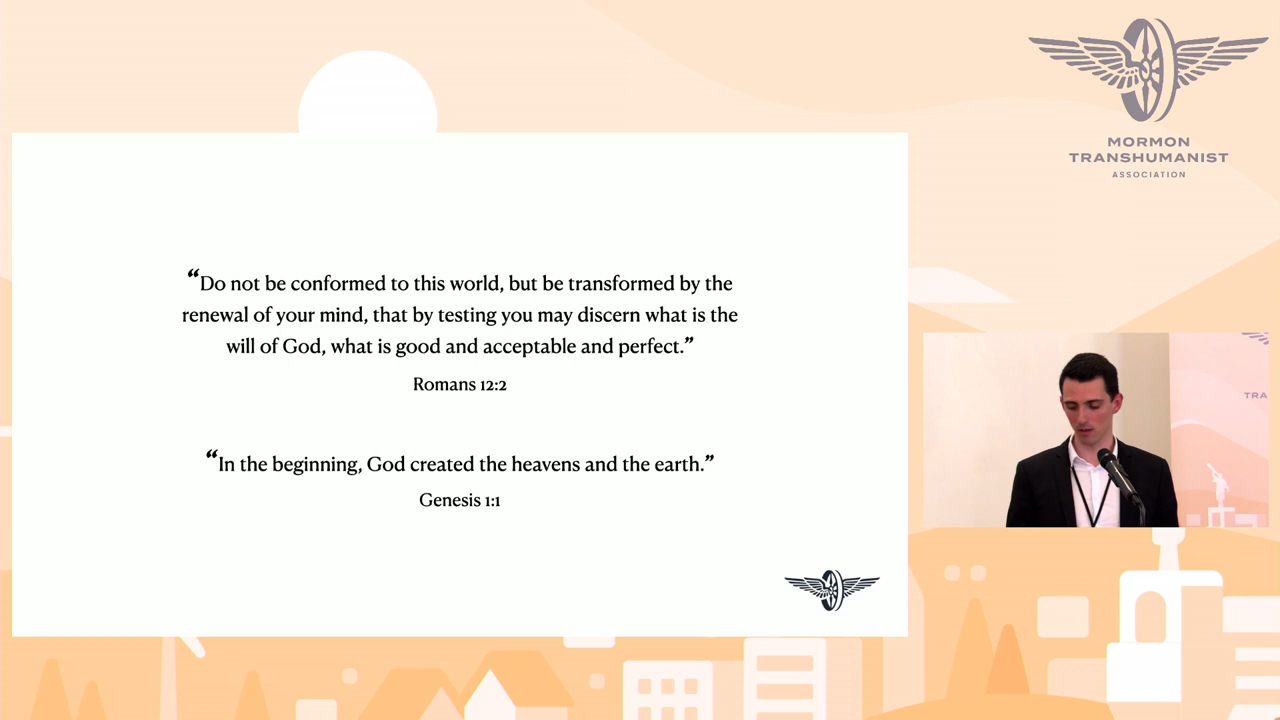 MORMON
TRANSHUMANIST
ASSOCIATION
“Do not be conformed to this world, but be transformed by the
renewal of your mind, that by testing you may discern what is the
will of God, what is good and acceptable and perfect.”
Romans 12:2
“In the beginning, God created the heavens and the earth.”
Genesis 1:1
TRA